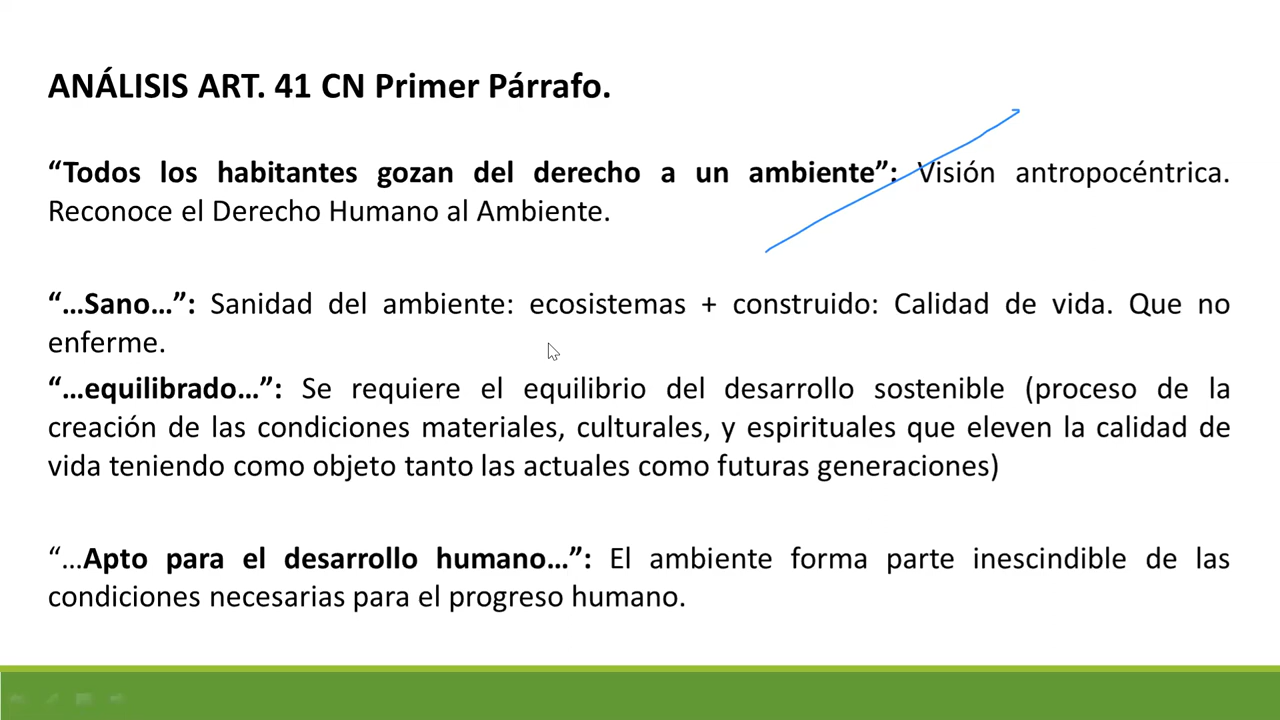 ANÁLISIS ART. 41 CN Primer Párrafo.
“Todos los habitantes gozan del derecho a un ambiente”: Visión antropocéntrica.
Reconoce el Derecho Humano al Ambiente.
“…Sano…”: Sanidad del ambiente: ecosistemas + construido: Calidad de vida. Que no
enferme.
“…equilibrado…”: Se requiere el equilibrio del desarrollo sostenible (proceso de la
creación de las condiciones materiales, culturales, y espirituales que eleven la calidad de
vida teniendo como objeto tanto las actuales como futuras generaciones)
“…Apto para el desarrollo humano…”: El ambiente forma parte inescindible de las
condiciones necesarias para el progreso humano.